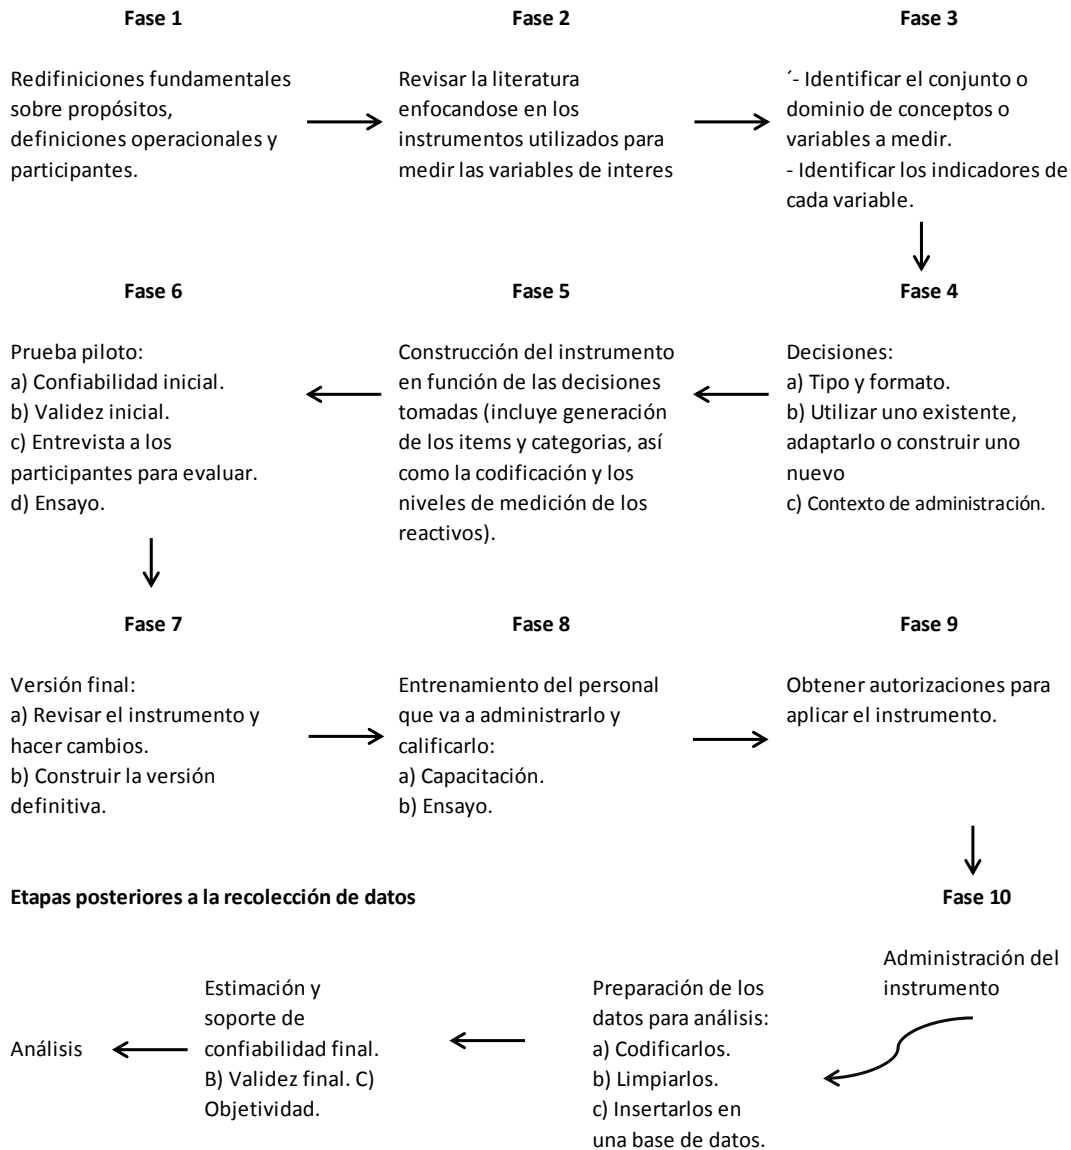 Fase 1
Redifiniciones fundamentales
sobre propósitos,
definiciones operacionales y
participantes.
Fase 2
Revisar la literatura
enfocandose en los
instrumentos utilizados para
medir las variables de interes
Fase 3
´- Identificar el conjunto o
dominio de conceptos o
variables a medir.
- Identificar los indicadores de
cada variable.
Fase 4
Decisiones:
a) Tipo y formato.
b) Utilizar uno existente,
adaptarlo o construir uno
nuevo
c) Contexto de administración.
Fase 5
Construcción del instrumento
en función de las decisiones
tomadas (incluye generación
de los items y categorias, así
como la codificación y los
niveles de medición de los
reactivos).
Fase 6
Prueba piloto:
a) Confiabilidad inicial.
b) Validez inicial.
c) Entrevista a los
participantes para evaluar.
d) Ensayo.
Fase 7
Versión final:
a) Revisar el instrumento y
hacer cambios.
b) Construir la versión
definitiva.
Fase 8
Entrenamiento del personal
que va a administrarlo y
calificarlo:
a) Capacitación.
b) Ensayo.
Fase 9
Obtener autorizaciones para
aplicar el instrumento.
Fase 10
Administración del
instrumento
Etapas posteriores a la recolección de datos
Preparación de los
datos para análisis:
a) Codificarlos.
b) Limpiarlos.
c) Insertarlos en
una base de datos.
Estimación y
soporte de
confiabilidad final.
B) Validez final. C)
Objetividad.
Análisis